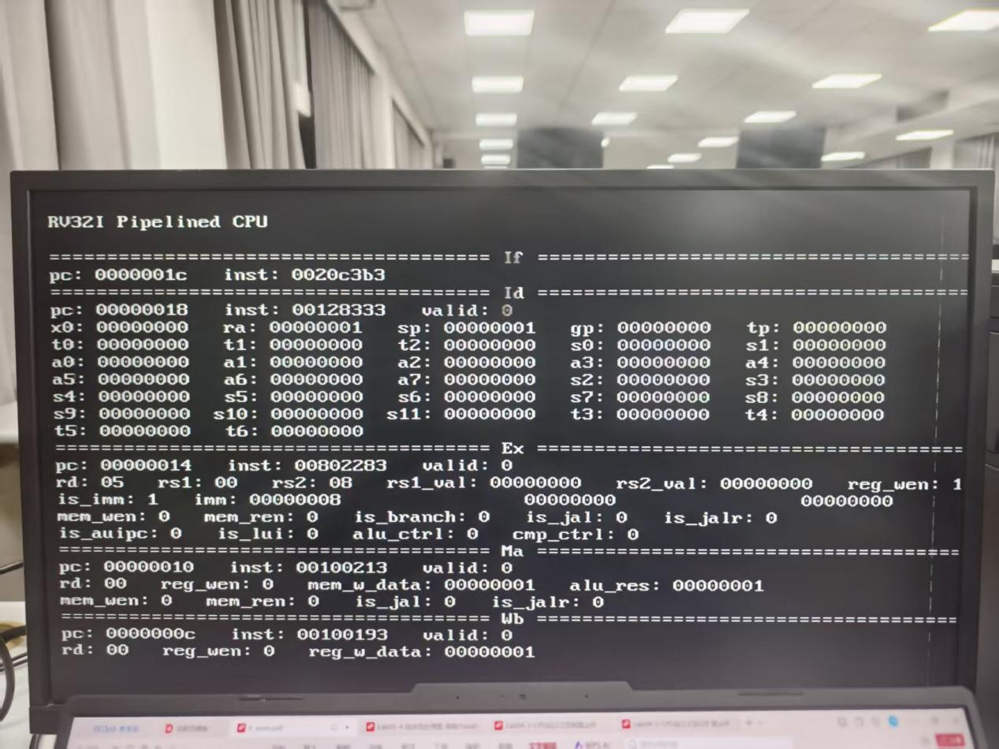 RV32I Pipelined CPU
====================================== If =====================================
pc: 0000001c inst: 0020c3b3
====================================== Id =====================================
pc: 00000018 inst: 00128333 valid: 0
x0: 00000000 ra: 00000001 sp: 00000001 gp: 00000000 tp: 00000000
t0: 00000000 t1: 00000000 t2: 00000000 s0: 00000000 s1: 00000000
a0: 00000000 a1: 00000000 a2: 00000000 a3: 00000000 a4: 00000000
a5: 00000000 a6: 00000000 a7: 00000000 s2: 00000000 s3: 00000000
s4: 00000000 s5: 00000000 s6: 00000000 s7: 00000000 s8: 00000000
s9: 00000000 s10: 00000000 s11: 00000000 t3: 00000000 t4: 00000000
t5: 00000000 t6: 00000000
====================================== Ex =====================================
pc: 00000014 inst: 00802283 valid: 0
rd: 05 rs1: 00 rs2: 08 rs1_val: 00000000 rs2_val: 00000000 reg_wen: 1
is_imm: 1 imm: 00000008 00000000 00000000
mem_wen: 0 mem_ren: 0 is_branch: 0 is_jal: 0 is_jalr: 0
is_auipc: 0 is_lui: 0 alu_ctrl: 0 cmp_ctrl: 0
====================================== Ma =====================================
pc: 00000010 inst: 00100213 valid: 0
rd: 00 reg_wen: 0 mem_w_data: 00000001 alu_res: 00000001
mem_wen: 0 mem_ren: 0 is_jal: 0 is_jalr: 0
====================================== Wb =====================================
pc: 0000000c inst: 00100193 valid: 0
rd: 00 reg_wen: 0 reg_w_data: 00000001